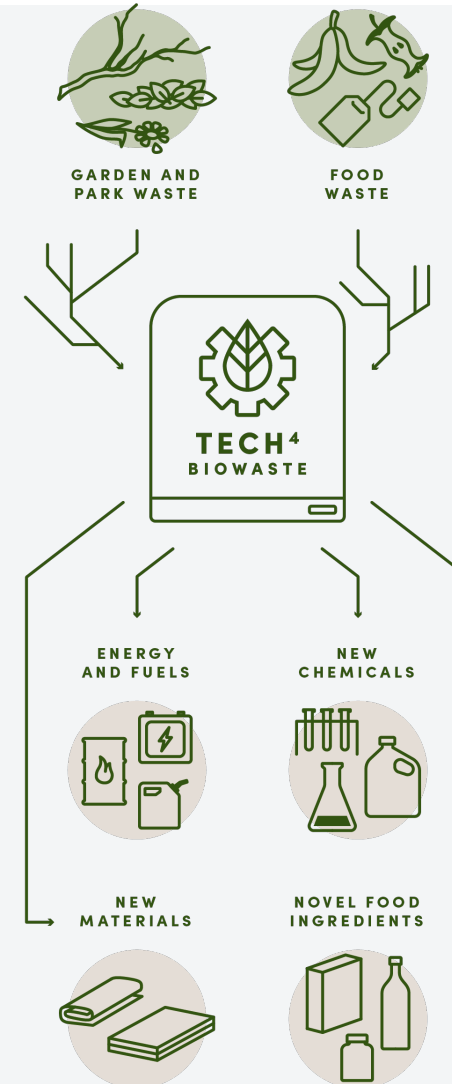 GARDEN AND
PARK WASTE
FOOD
WASTE
TECH⁴
BIOWASTE
ENERGY
AND FUELS
NEW
CHEMICALS
NEW
MATERIALS
NOVEL FOOD
INGREDIENTS